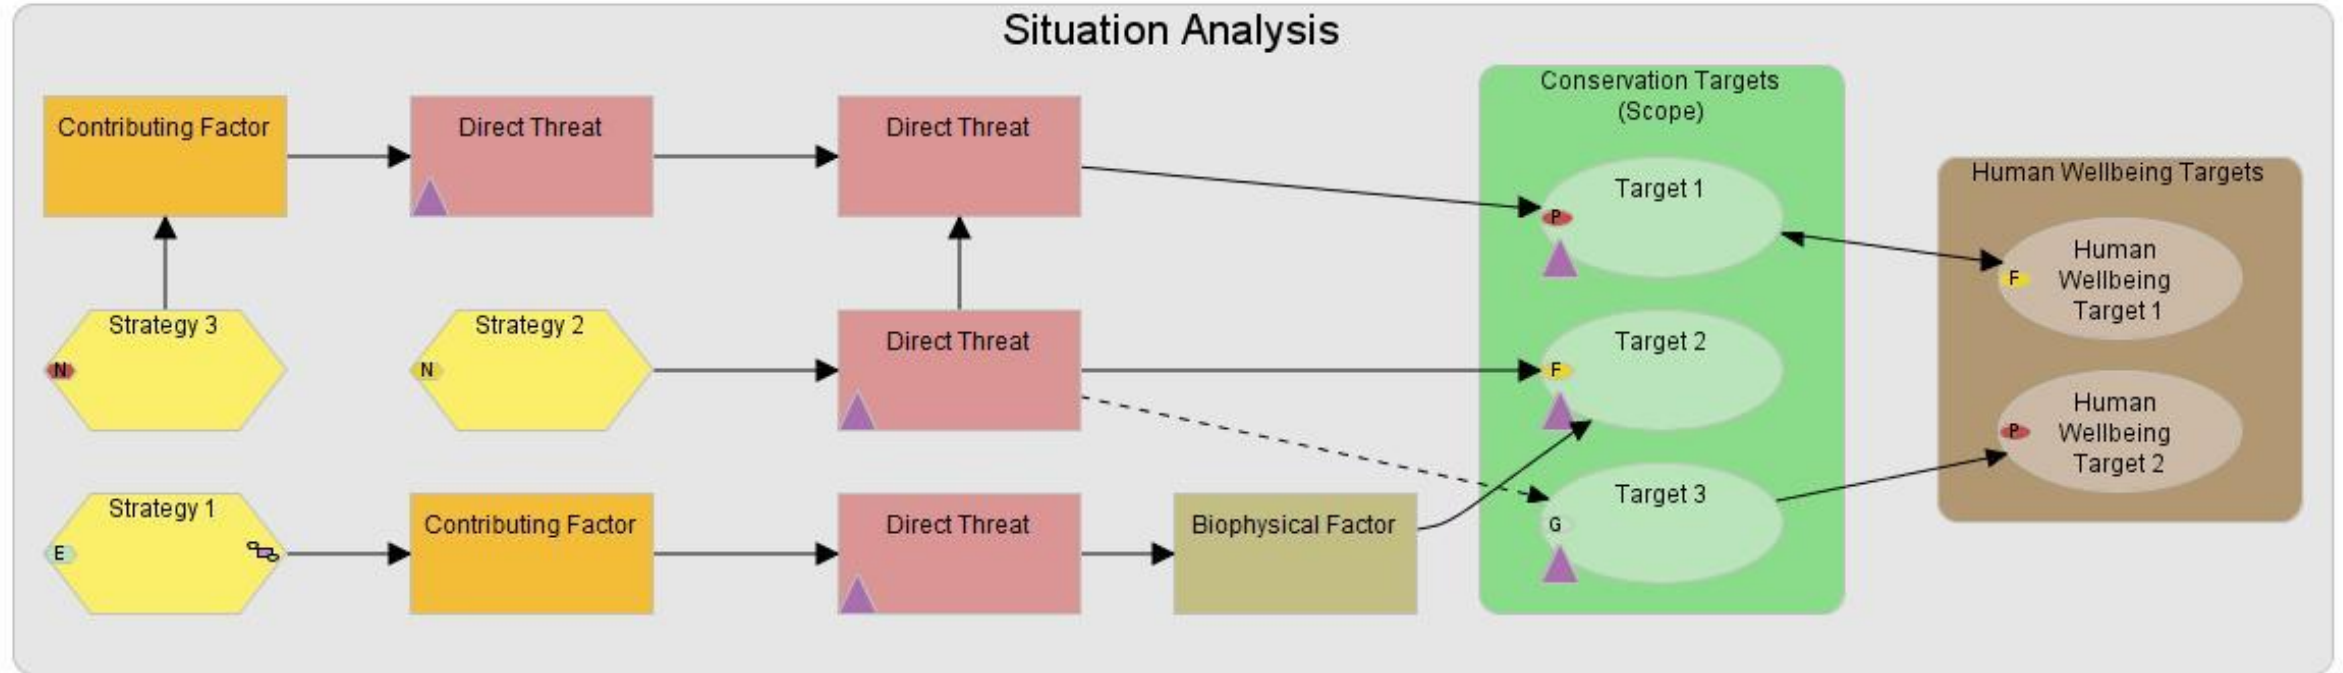 Situation Analysis
Contributing Factor
Direct Threat
Direct Threat
Conservation Targets
(Scope)
Target 1
P
Human Wellbeing Targets
Human
Wellbeing
Target 1
F
Strategy 3
N
Strategy 2
N
Direct Threat
Target 2
F
Human
Wellbeing
Target 2
P
Strategy 1
E
Contributing Factor
Direct Threat
Biophysical Factor
Target 3
G